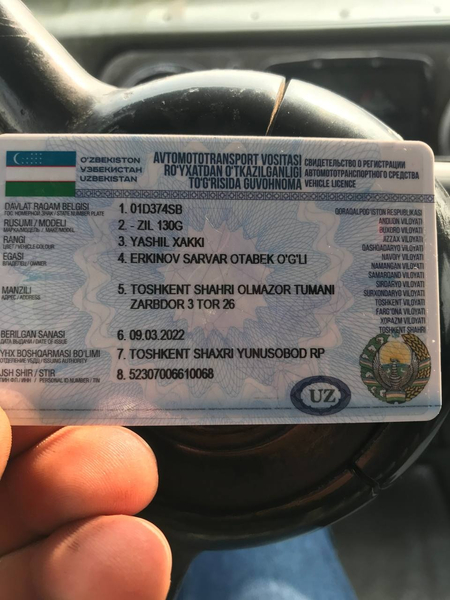 O'ZBEKISTON
УЗБЕКИСТАН
UZBEKISTAN
AVTOMOTOTRANSPORT VOSITASI
RO'YXATDAN O'TKAZILGANLIGI
TO'G'RISIDA GUVOHNOMA
СВИДЕТЕЛЬСТВО О РЕГИСТРАЦИИ
АВТОМОТОТРАНСПОРТНОГО СРЕДСТВА
VEHICLE LICENCE
DAVLAT RAQAM BELGISI 1. 01D374SB
RUSUMI / MODELI 2. - ZIL 130G
RANGI 3. YASHIL XAKKI
EGASI 4. ERKINOV SARVAR OTABEK O'G'LI
MANZILI 5. TOSHKENT SHAHRI OLMAZOR TUMANI
АДРЕС / ADDRESS ZARBDOR 3 TOR 26
BERILGAN SANASI 6. 09.03.2022
YHX BOSHQARMASI BO'LIMI 7. TOSHKENT SHAXRI YUNUSOBOD RP
JSH SHIR / STIR 8. 52307006610068
QORAQALPOG'ISTON RESPUBLIKASI
ANDIJON VILOYATI
BUXORO VILOYATI
JIZZAX VILOYATI
QASHQADARYO VILOYATI
NAVOIY VILOYATI
NAMANGAN VILOYATI
SAMARQAND VILOYATI
SIRDARYO VILOYATI
SURXONDARYO VILOYATI
TOSHKENT VILOYATI
FARG'ONA VILOYATI
XORAZM VILOYATI
TOSHKENT SHAHRI
UZ